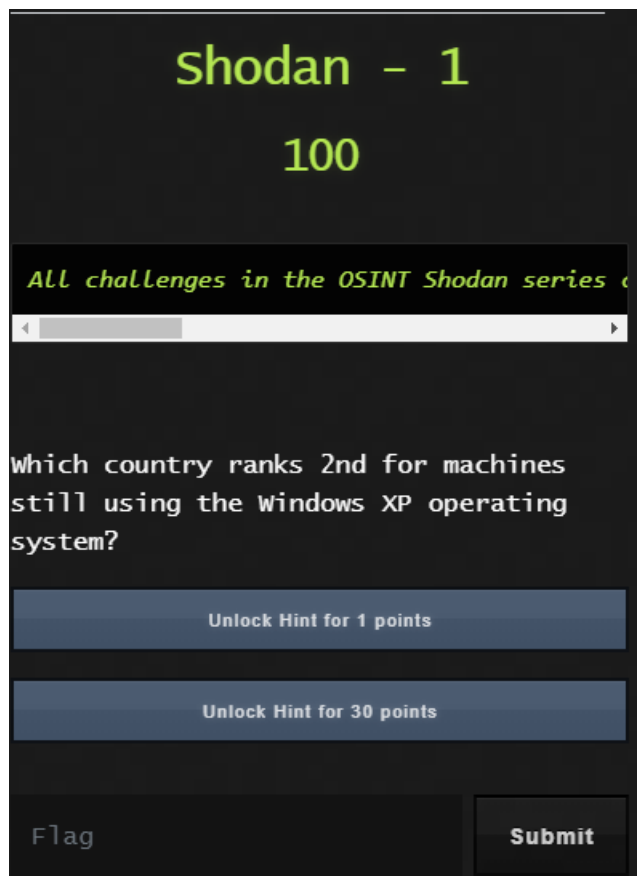 Shodan - 1
100
All challenges in the OSINT Shodan series
Which country ranks 2nd for machines
still using the Windows XP operating
system?
Unlock Hint for 1 points
Unlock Hint for 30 points
Flag
Submit